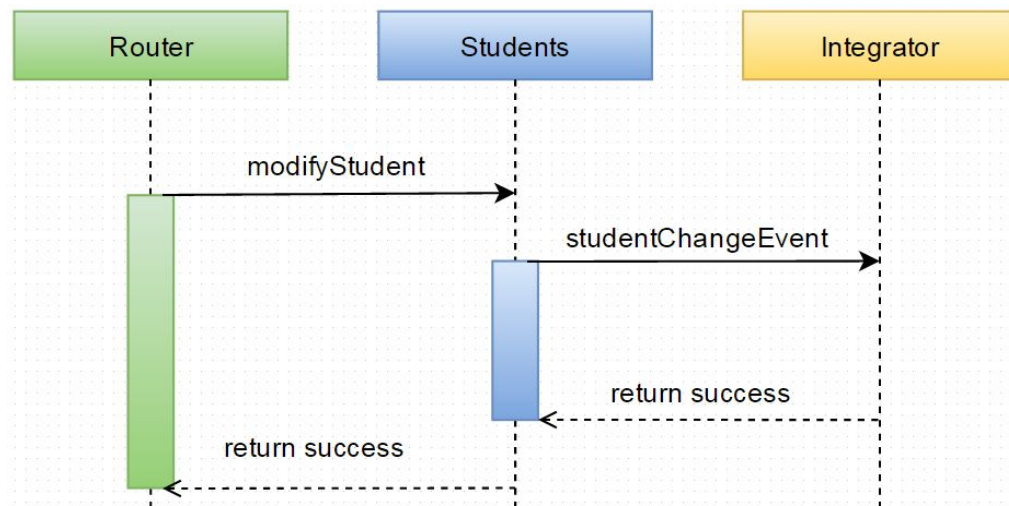 Router
Students
Integrator
modifyStudent
studentChangeEvent
return success
return success